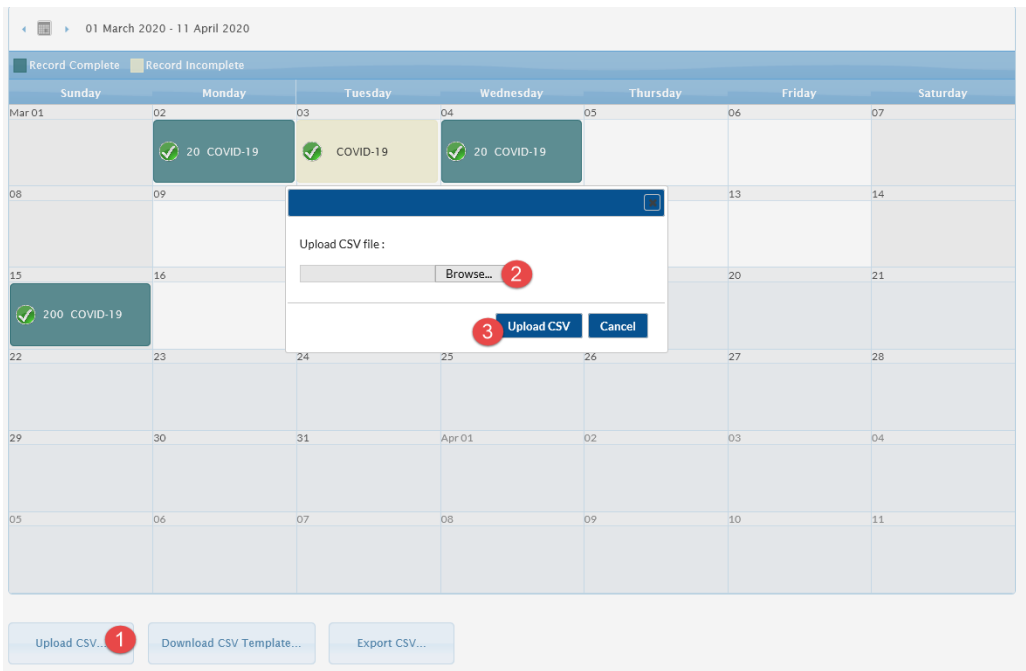 01 March 2020 - 11 April 2020
Record Complete Record Incomplete
Sunday Monday Tuesday Wednesday Thursday Friday Saturday
Mar 01 02 03 04 05 06 07
20 COVID-19 COVID-19 20 COVID-19
08 09 13 14
Upload CSV file :
Browse... 2
15 16 20 21
200 COVID-19
3 Upload CSV Cancel
22 23 24 25 26 27 28
29 30 31 Apr 01 02 03 04
05 06 07 08 09 10 11
Upload CSV... 1 Download CSV Template... Export CSV...